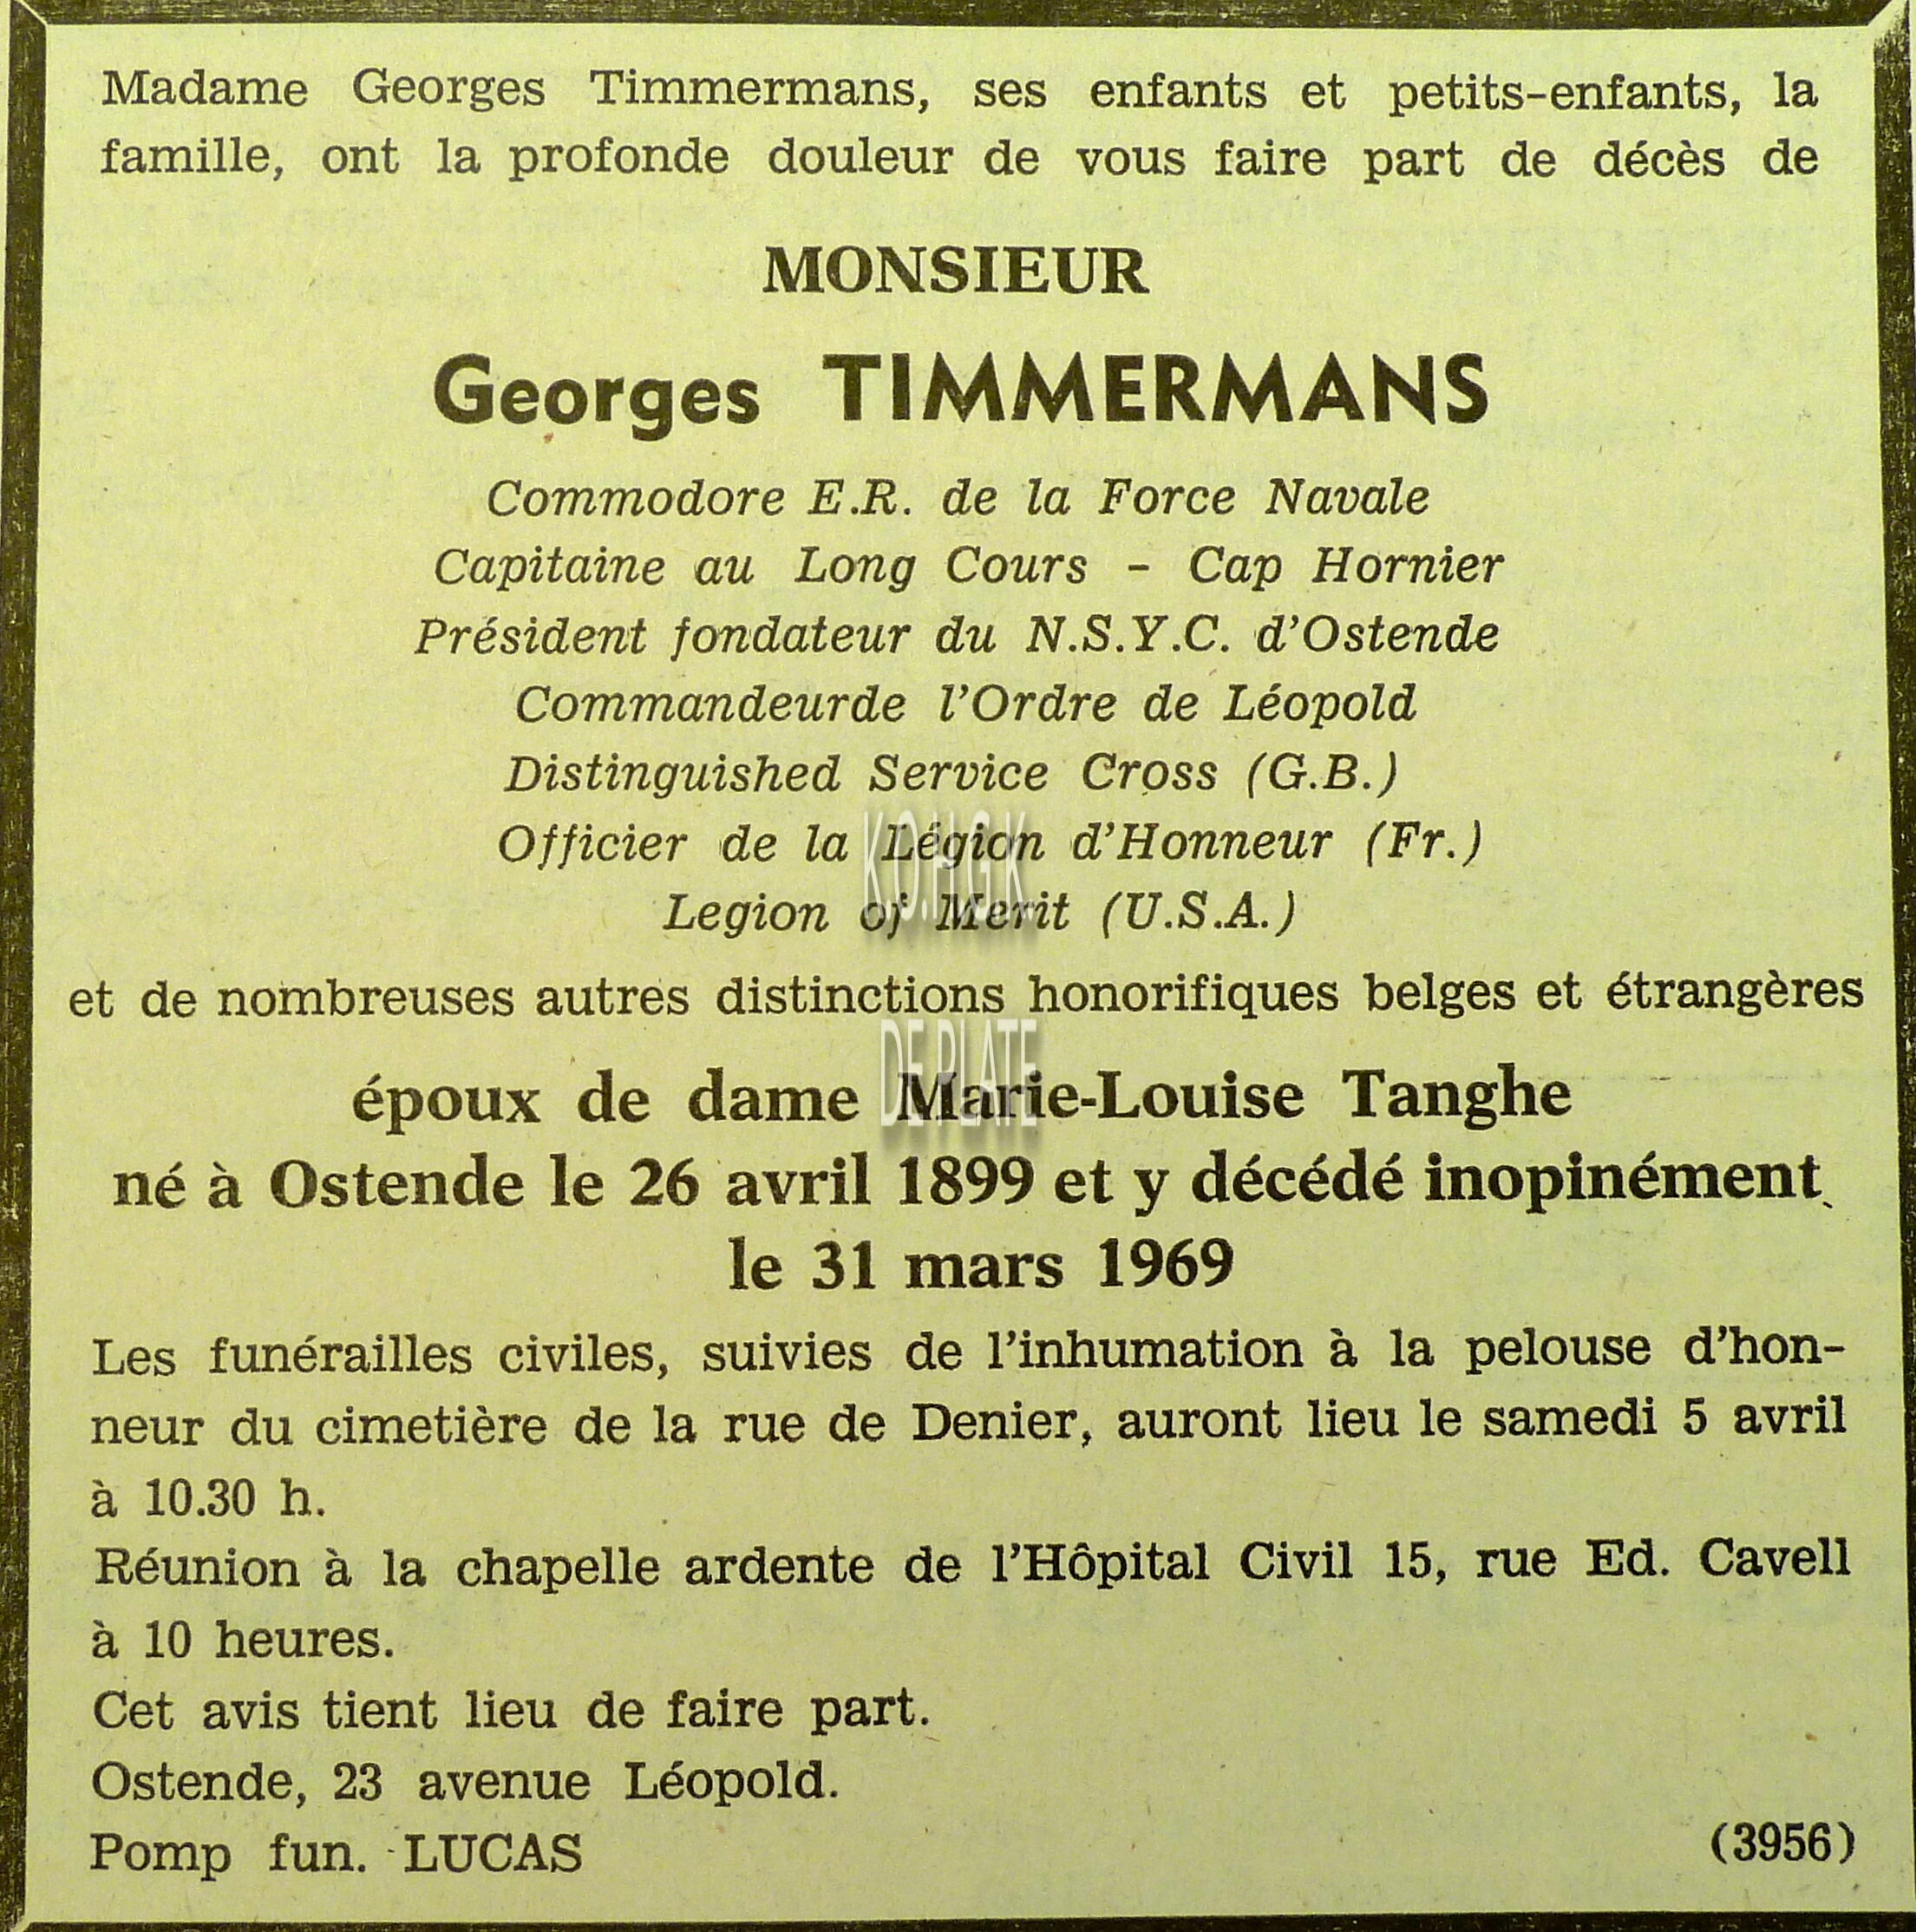 Madame Georges Timmermans, ses enfants et petits-enfants, la
famille, ont la profonde douleur de vous faire part de décès de
MONSIEUR
Georges TIMMERMANS
Commodore E.R. de la Force Navale
Capitaine au Long Cours - Cap Hornier
Président fondateur du N.S.Y.C. d'Ostende
Commandeurde l'Ordre de Léopold
Distinguished Service Cross (G.B.)
Officier de la Légion d'Honneur (Fr.)
KO.H.G.K.
Legion of Merit (U.S.A.)
et de nombreuses autres distinctions honorifiques belges et étrangères
DE PLATE
époux de dame Marie-Louise Tanghe
né à Ostende le 26 avril 1899 et y décédé inopinément
le 31 mars 1969
Les funérailles civiles, suivies de l'inhumation à la pelouse d'hon-
neur du cimetière de la rue de Denier, auront lieu le samedi 5 avril
à 10.30 h.
Réunion à la chapelle ardente de l'Hôpital Civil 15, rue Ed. Cavell
à 10 heures.
Cet avis tient lieu de faire part.
Ostende, 23 avenue Léopold.
Pomp fun. LUCAS (3956)